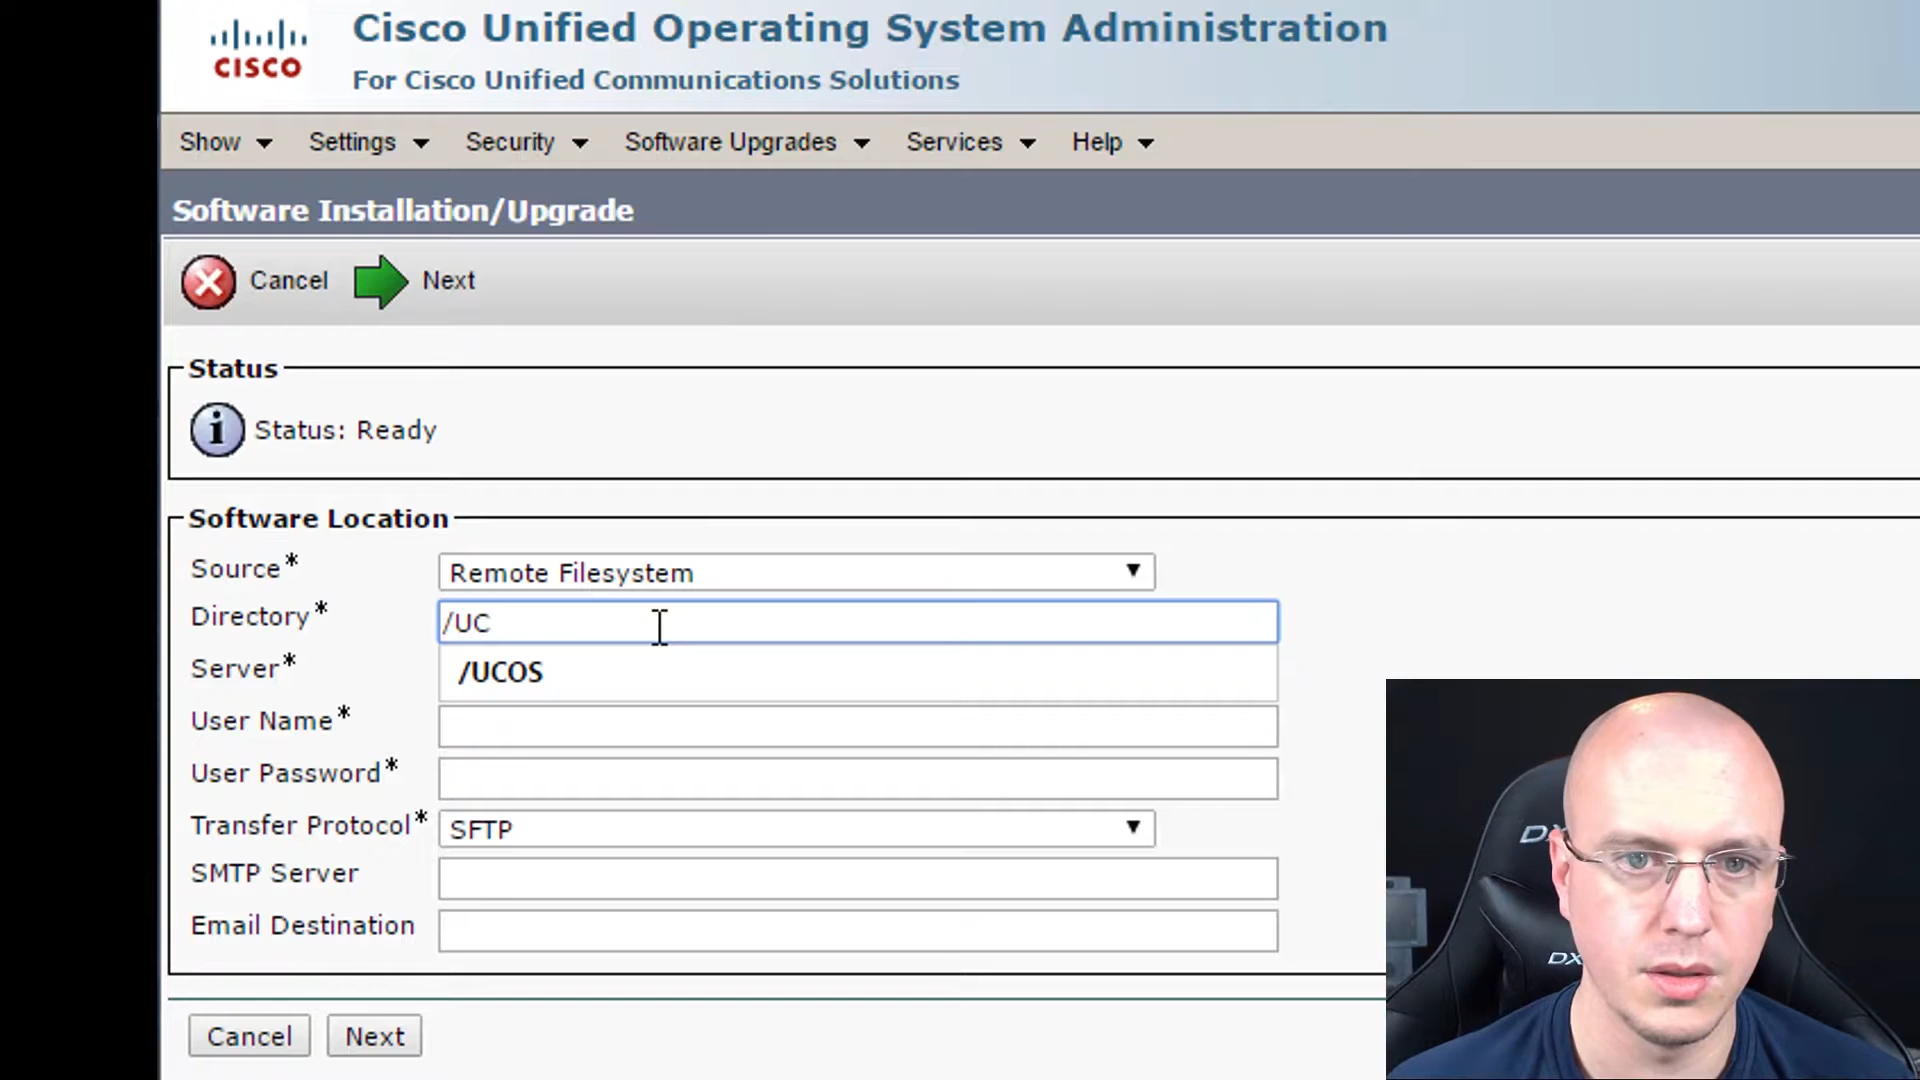 Cisco Unified Operating System Administration
CISCO
For Cisco Unified Communications Solutions
Show Settings Security Software Upgrades Services Help
Software Installation/Upgrade
Cancel Next
Status
Status: Ready
Software Location
Source* Remote Filesystem
Directory* /UC
Server* /UCOS
User Name*
User Password*
Transfer Protocol* SFTP
SMTP Server
Email Destination
Cancel Next
DX
DX